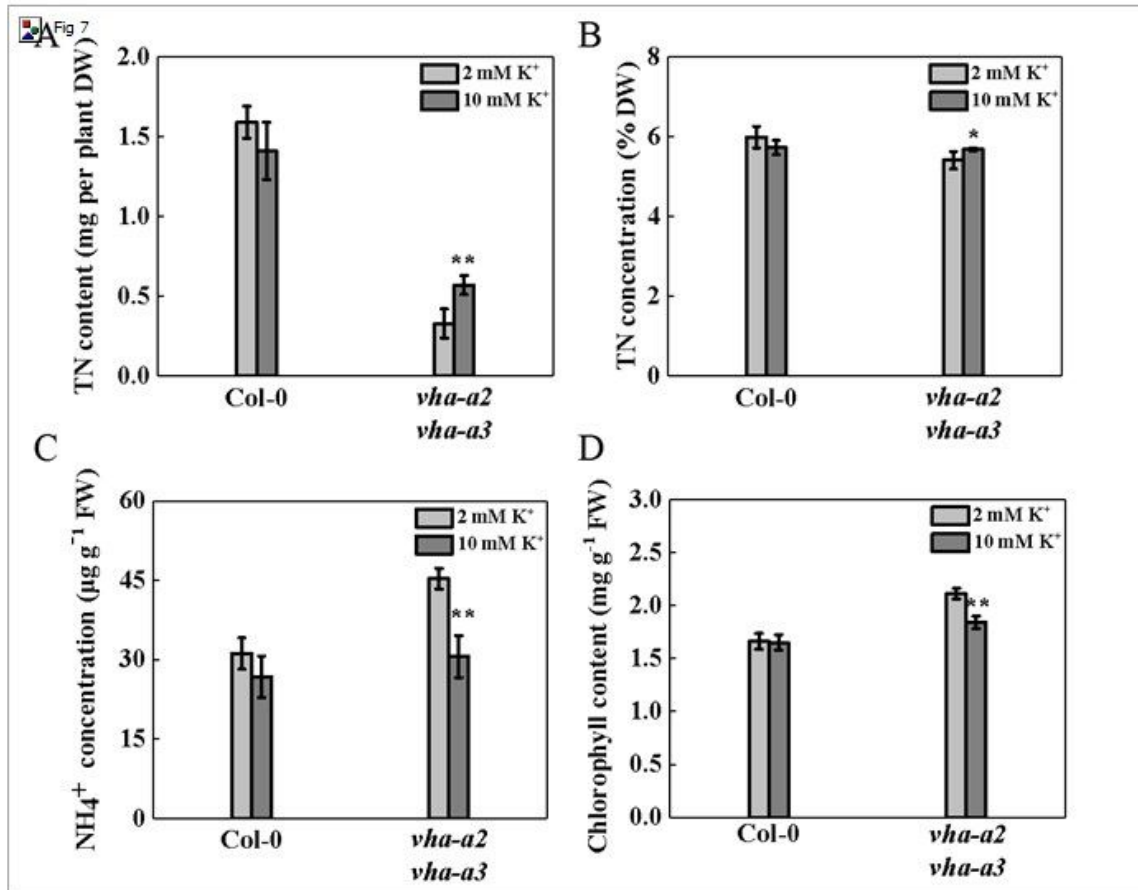 Fig 7
A
TN content (mg per plant DW)
2.0
1.5
1.0
0.5
0.0
2 mM K⁺
10 mM K⁺
**
Col-0
vha-a2
vha-a3
B
TN concentration (% DW)
8
6
4
2
0
2 mM K⁺
10 mM K⁺
*
Col-0
vha-a2
vha-a3
C
NH4⁺ concentration (µg g⁻¹ FW)
60
45
30
15
0
2 mM K⁺
10 mM K⁺
**
Col-0
vha-a2
vha-a3
D
Chlorophyll content (mg g⁻¹ FW)
3.0
2.5
2.0
1.5
1.0
0.5
0.0
2 mM K⁺
10 mM K⁺
**
Col-0
vha-a2
vha-a3